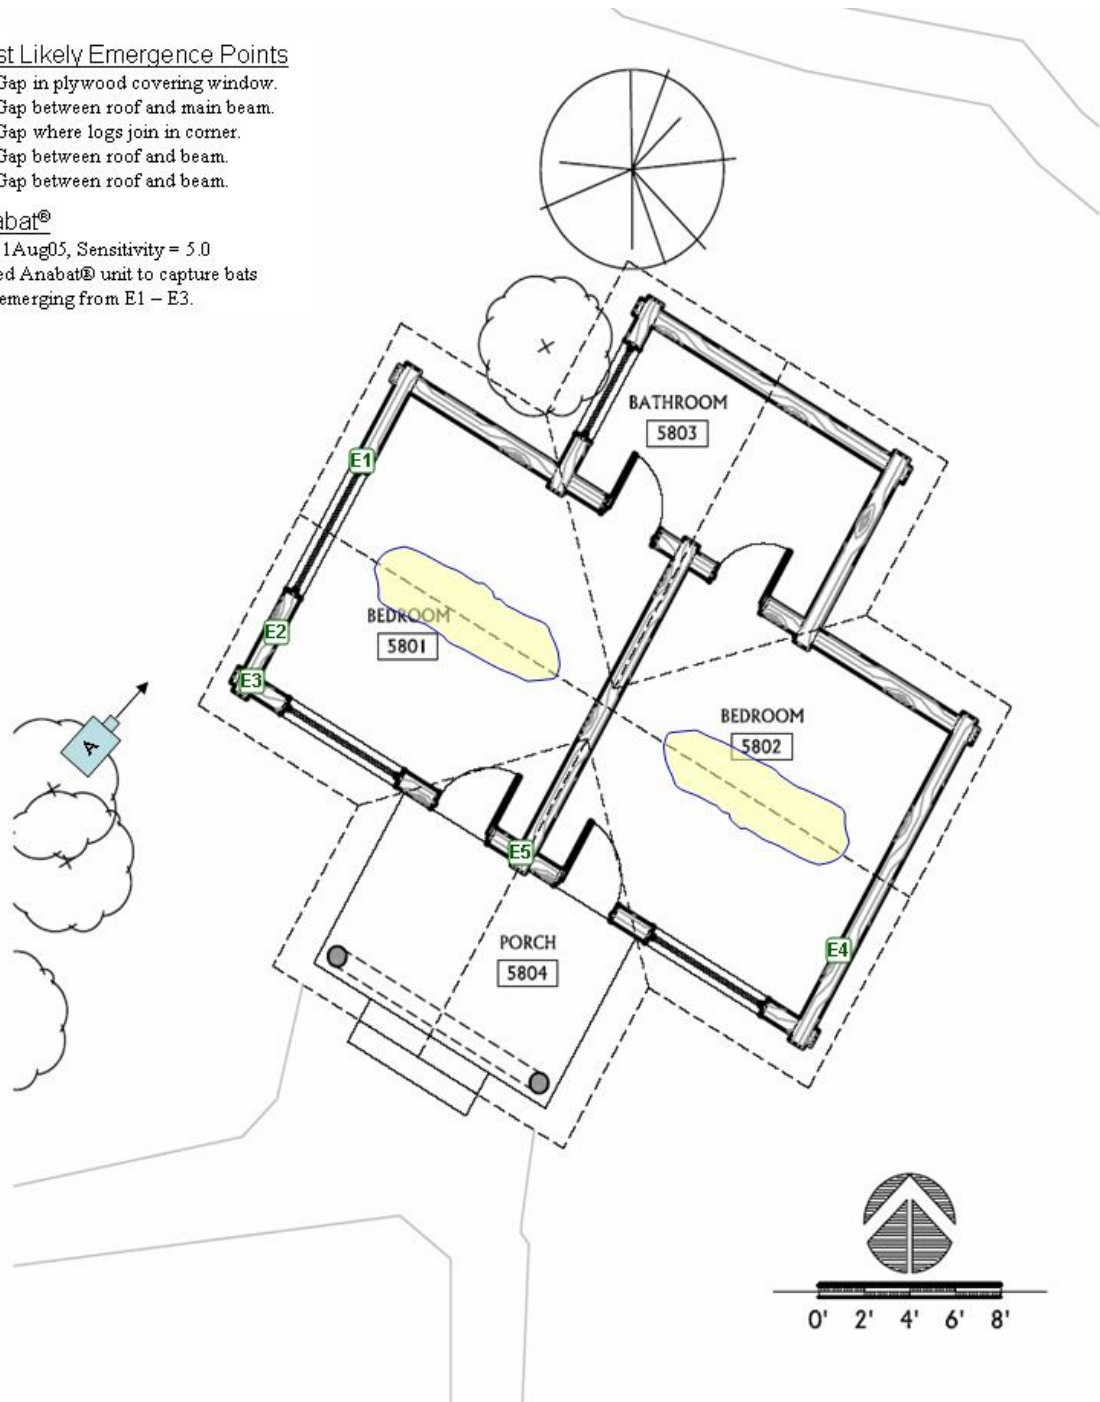 st Likely Emergence Points
Gap in plywood covering window.
Gap between roof and main beam.
Gap where logs join in corner.
Gap between roof and beam.
Gap between roof and beam.
abat®
1Aug05, Sensitivity = 5.0
ed Anabat® unit to capture bats
emerging from E1 – E3.
BATHROOM
5803
E1
BEDROOM
5801
E2
E3
A
BEDROOM
5802
E5
E4
PORCH
5804
0' 2' 4' 6' 8'